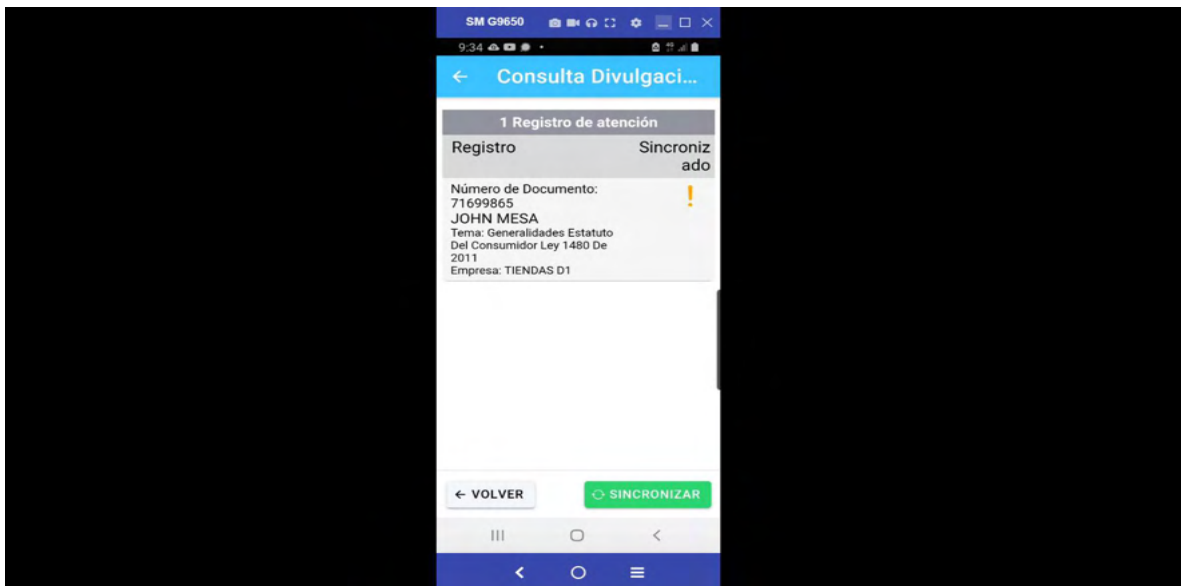 SM G9650
9:34
Consulta Divulgaci...
1 Registro de atención
Registro
Sincroniz
ado
Número de Documento:
71699865
JOHN MESA
Tema: Generalidades Estatuto
Del Consumidor Ley 1480 De
2011
Empresa: TIENDAS D1
VOLVER
SINCRONIZAR